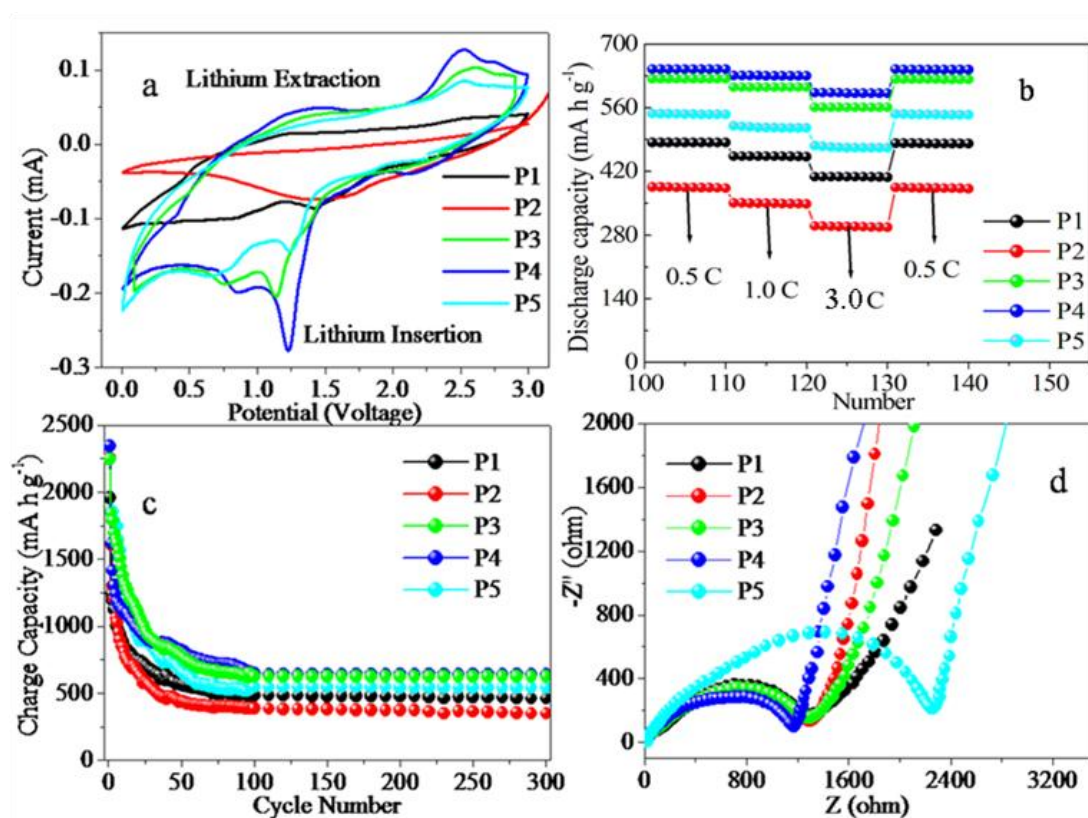 a
Lithium Extraction
Lithium Insertion
P1
P2
P3
P4
P5
0.1
0.0
-0.1
-0.2
-0.3
Current (mA)
0.0 0.5 1.0 1.5 2.0 2.5 3.0
Potential (Voltage)
b
700
560
420
280
140
0
Discharge capacity (mA h g-1)
0.5 C
1.0 C
3.0 C
0.5 C
P1
P2
P3
P4
P5
100 110 120 130 140 150
Number
c
2500
2000
1500
1000
500
0
Charge Capacity (mA h g-1)
P1
P2
P3
P4
P5
0 50 100 150 200 250 300
Cycle Number
d
2000
1600
1200
800
400
0
-Z" (ohm)
P1
P2
P3
P4
P5
0 800 1600 2400 3200
Z (ohm)